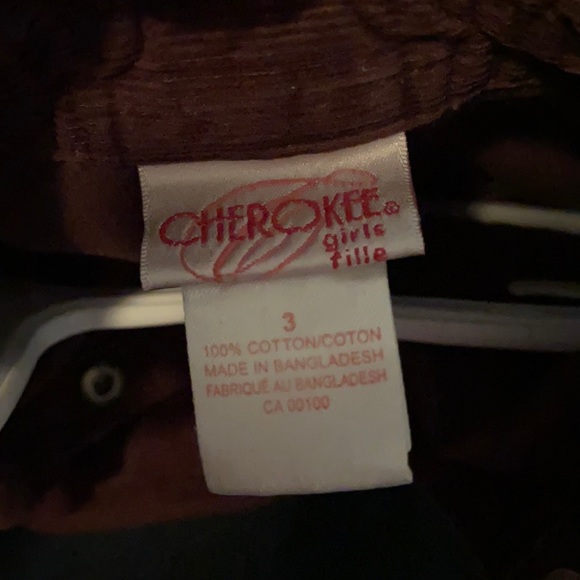 CHEROKEE®
girls
fille
3
100% COTTON/COTON
MADE IN BANGLADESH
FABRIQUÉ AU BANGLADESH
CA 00100